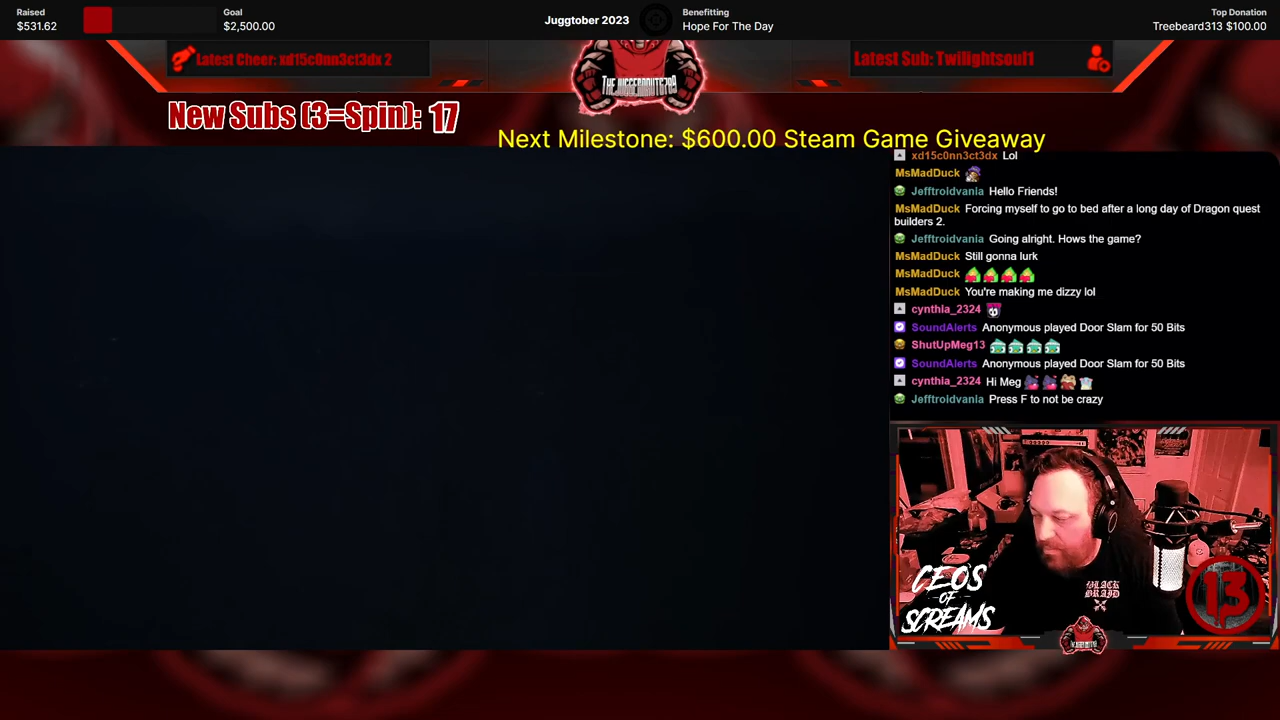 Raised
$531.62
Goal
$2,500.00
Juggtober 2023
Benefitting
Hope For The Day
Top Donation
Treebeard313 $100.00
Latest Cheer: xd15c0nn3ct3dx 2
THEJUGGERNAUT6789
Latest Sub: Twilightsoul1
New Subs (3=Spin): 17
Next Milestone: $600.00 Steam Game Giveaway
xd15c0nn3ct3dx Lol
MsMadDuck
Jefftroidvania Hello Friends!
MsMadDuck Forcing myself to go to bed after a long day of Dragon quest
builders 2.
Jefftroidvania Going alright. Hows the game?
MsMadDuck Still gonna lurk
MsMadDuck
MsMadDuck You're making me dizzy lol
cynthia_2324
SoundAlerts Anonymous played Door Slam for 50 Bits
ShutUpMeg13
SoundAlerts Anonymous played Door Slam for 50 Bits
cynthia_2324 Hi Meg
Jefftroidvania Press F to not be crazy
CEOS
OF
SCREAMS
BLACK
BRAID
13